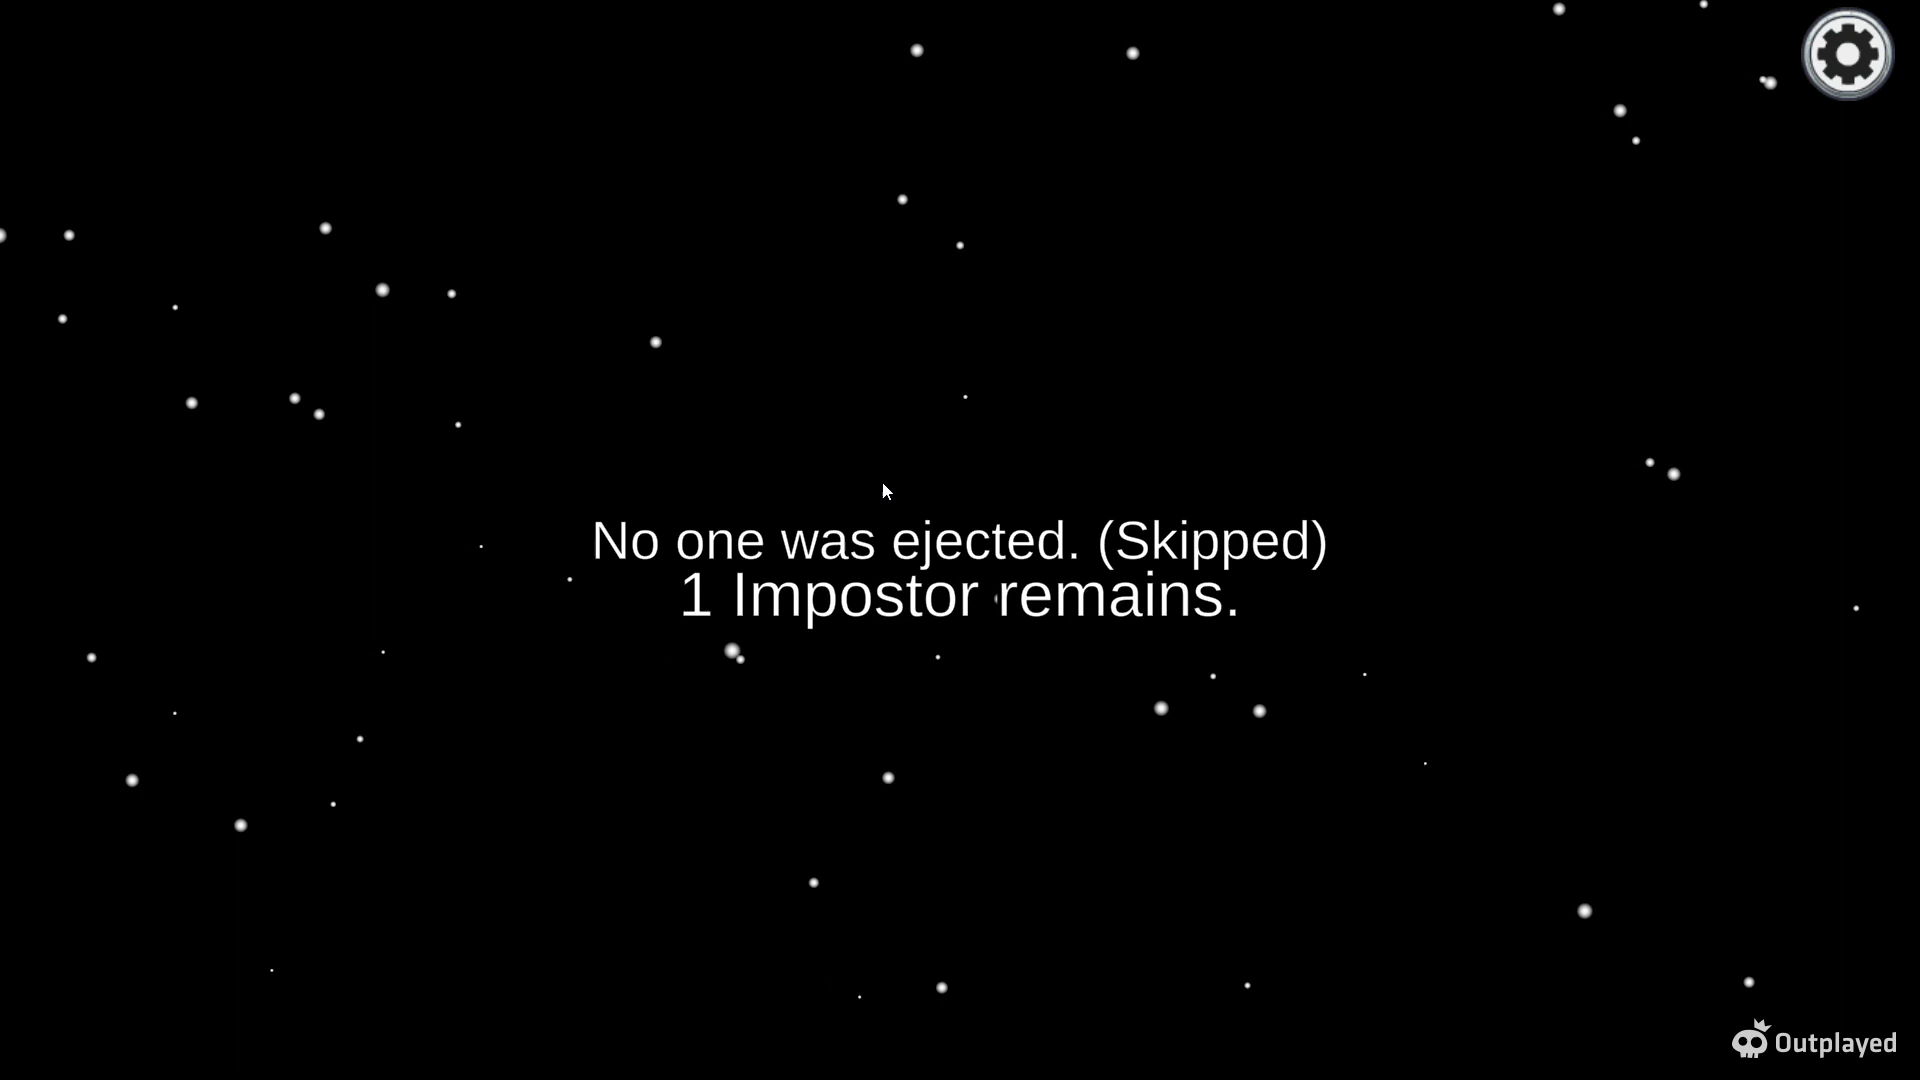 No one was ejected. (Skipped)
1 Impostor remains.
Outplayed